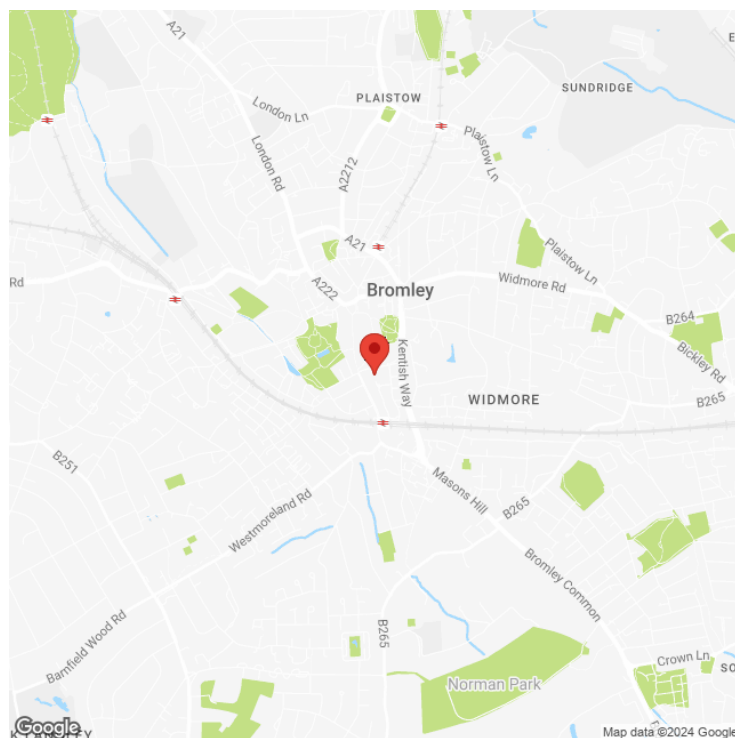 A21
PLAISTOW
SUNDRIDGE
London Ln
Plaistow Ln
London Rd
A2212
A21
Plaistow Ln
Rd
A222
Bromley
Widmore Rd
B264
Bickley Rd
Kentish Way
WIDMORE
B265
B251
Masons Hill
B265
Westmoreland Rd
Bromley Common
B265
Barnfield Wood Rd
Crown Ln
Norman Park
SO
Google
Map data ©2024 Google